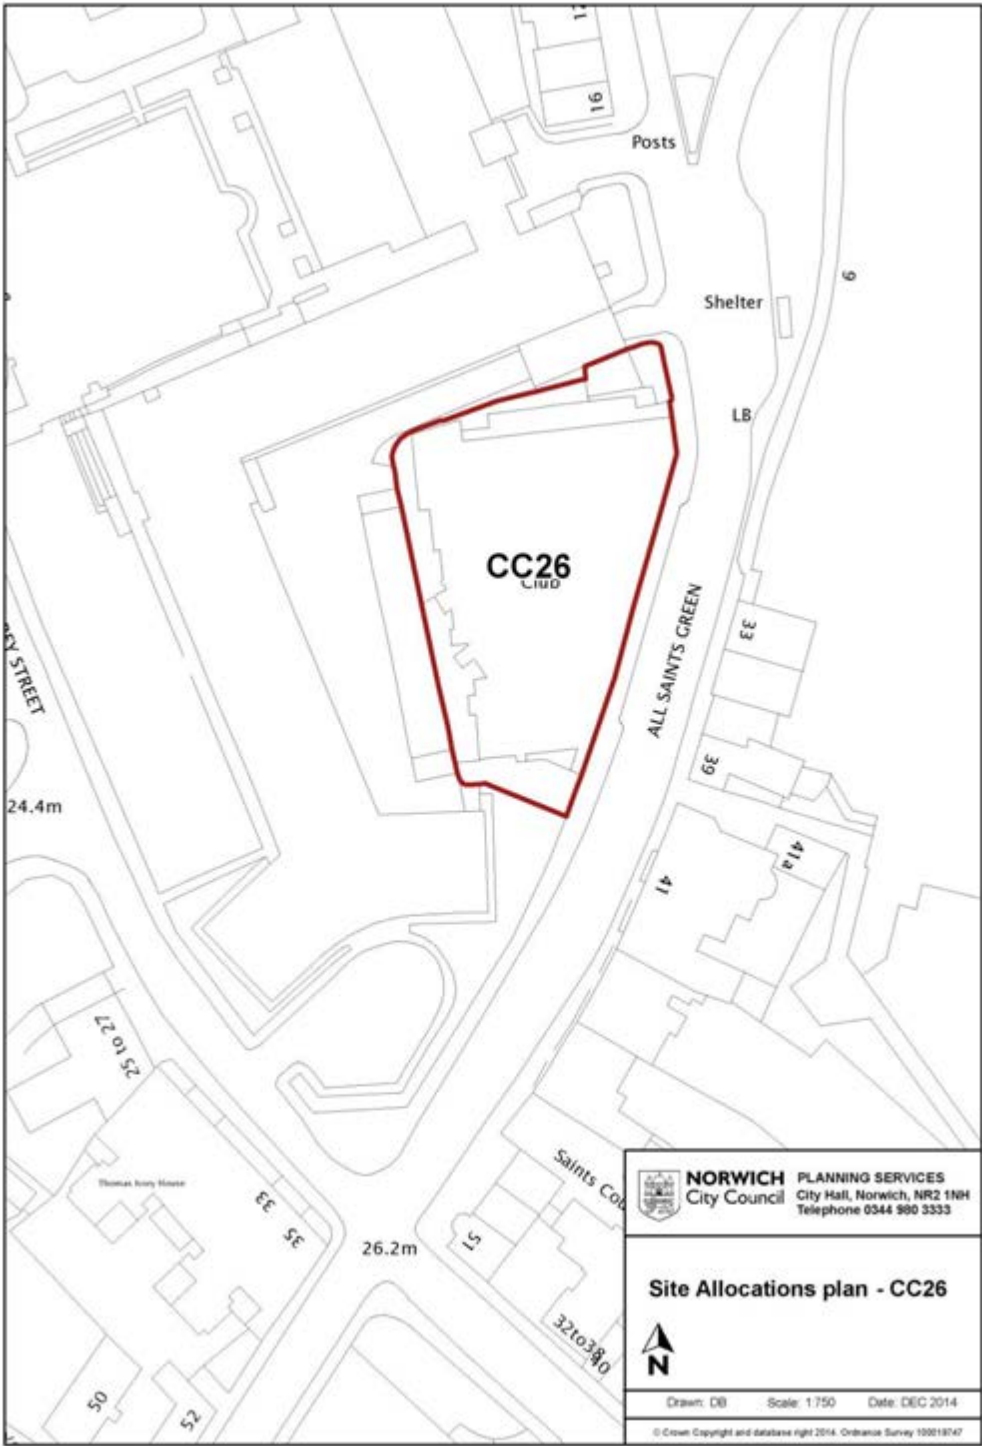 16
Posts
9
Shelter
LB
CC26
Club
33
ALL SAINTS GREEN
39
24.4m
41a
41
25 to 27
Thomas Ivory House
33
35
Saints
51
26.2m
32to38
40
50
52
NORWICH
City Council
PLANNING SERVICES
City Hall, Norwich, NR2 1NH
Telephone 0344 980 3333
Site Allocations plan - CC26
N
Drawn: DB Scale: 1:750 Date: DEC 2014
© Crown Copyright and database right 2014. Ordnance Survey 100019747